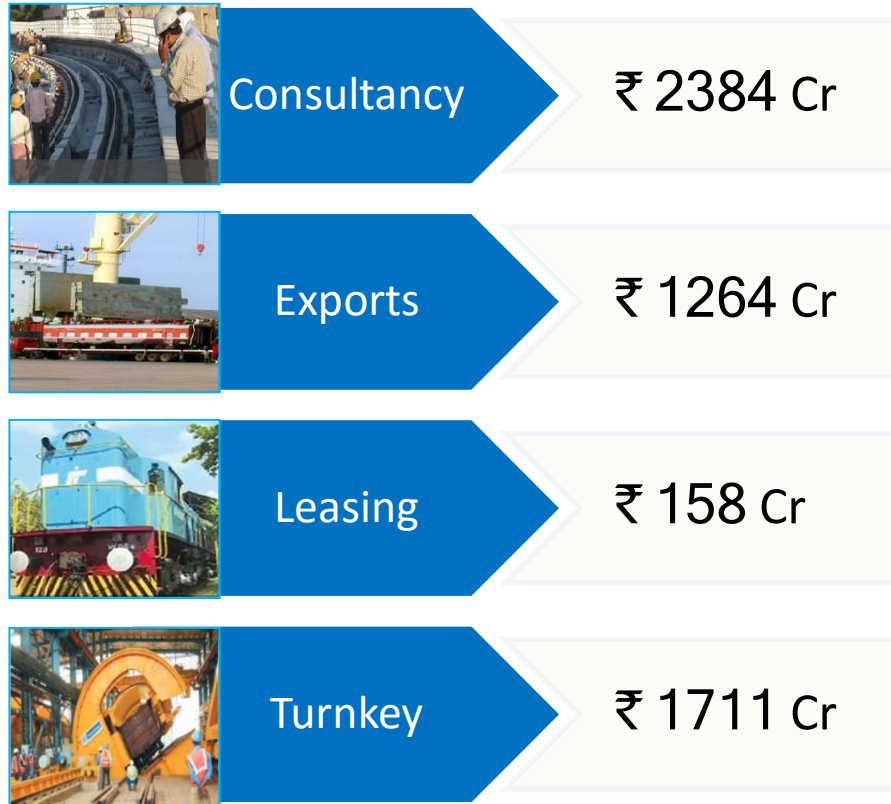 Consultancy
₹ 2384 Cr
Exports
₹ 1264 Cr
Leasing
₹ 158 Cr
Turnkey
₹ 1711 Cr